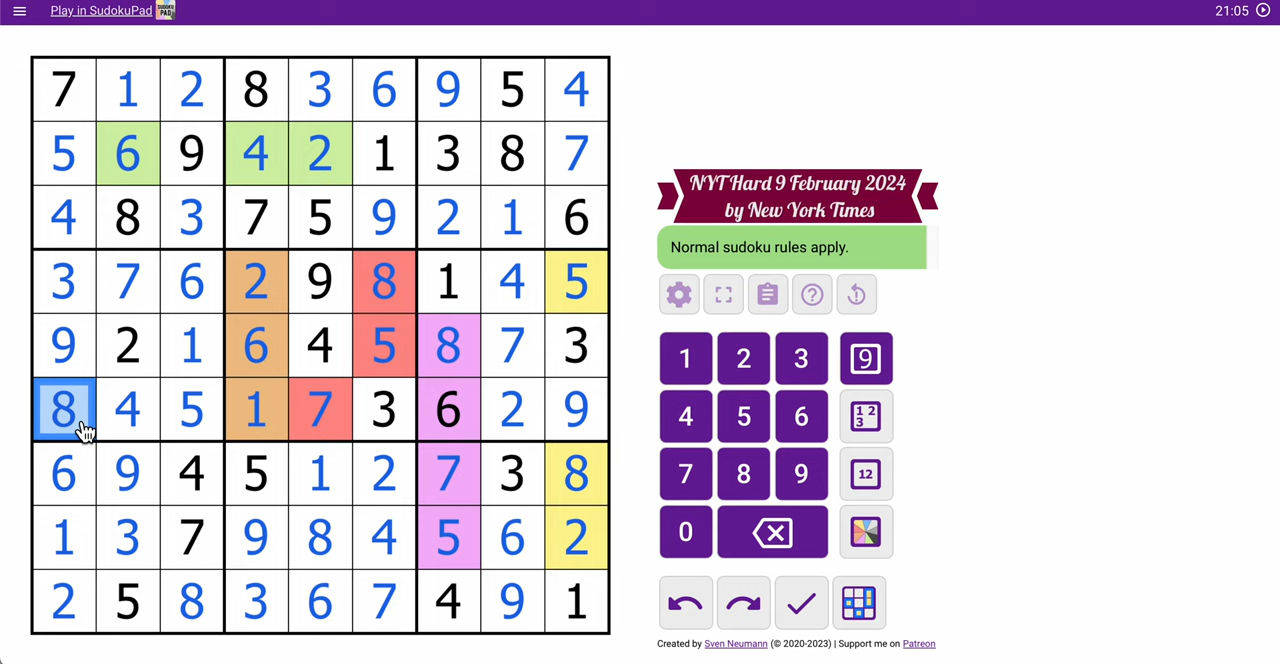 Play in SudokuPad SUDOKU PAD 21:05
7 1 2 8 3 6 9 5 4
5 6 9 4 2 1 3 8 7
4 8 3 7 5 9 2 1 6
3 7 6 2 9 8 1 4 5
9 2 1 6 4 5 8 7 3
8 4 5 1 7 3 6 2 9
6 9 4 5 1 2 7 3 8
1 3 7 9 8 4 5 6 2
2 5 8 3 6 7 4 9 1
NYT Hard 9 February 2024
by New York Times
Normal sudoku rules apply.
1 2 3 9
4 5 6 1 2 3
7 8 9 12
0
Created by Sven Neumann (© 2020-2023) | Support me on Patreon